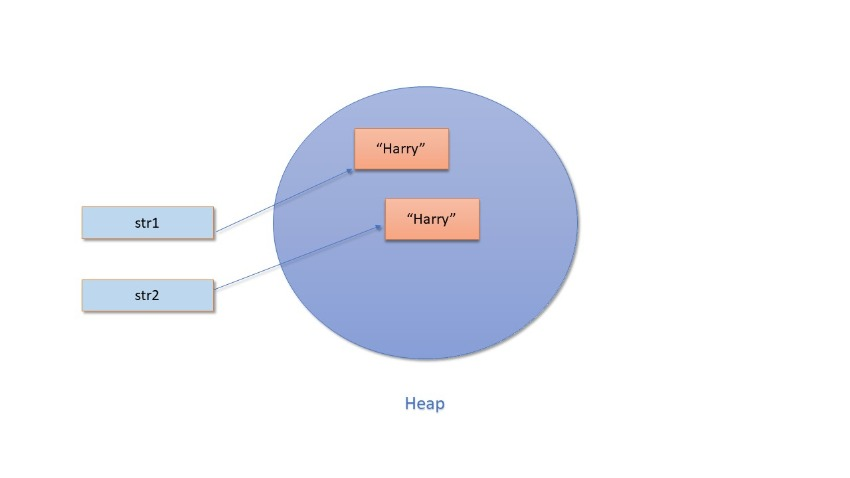 “Harry”
str1
“Harry”
str2
Heap